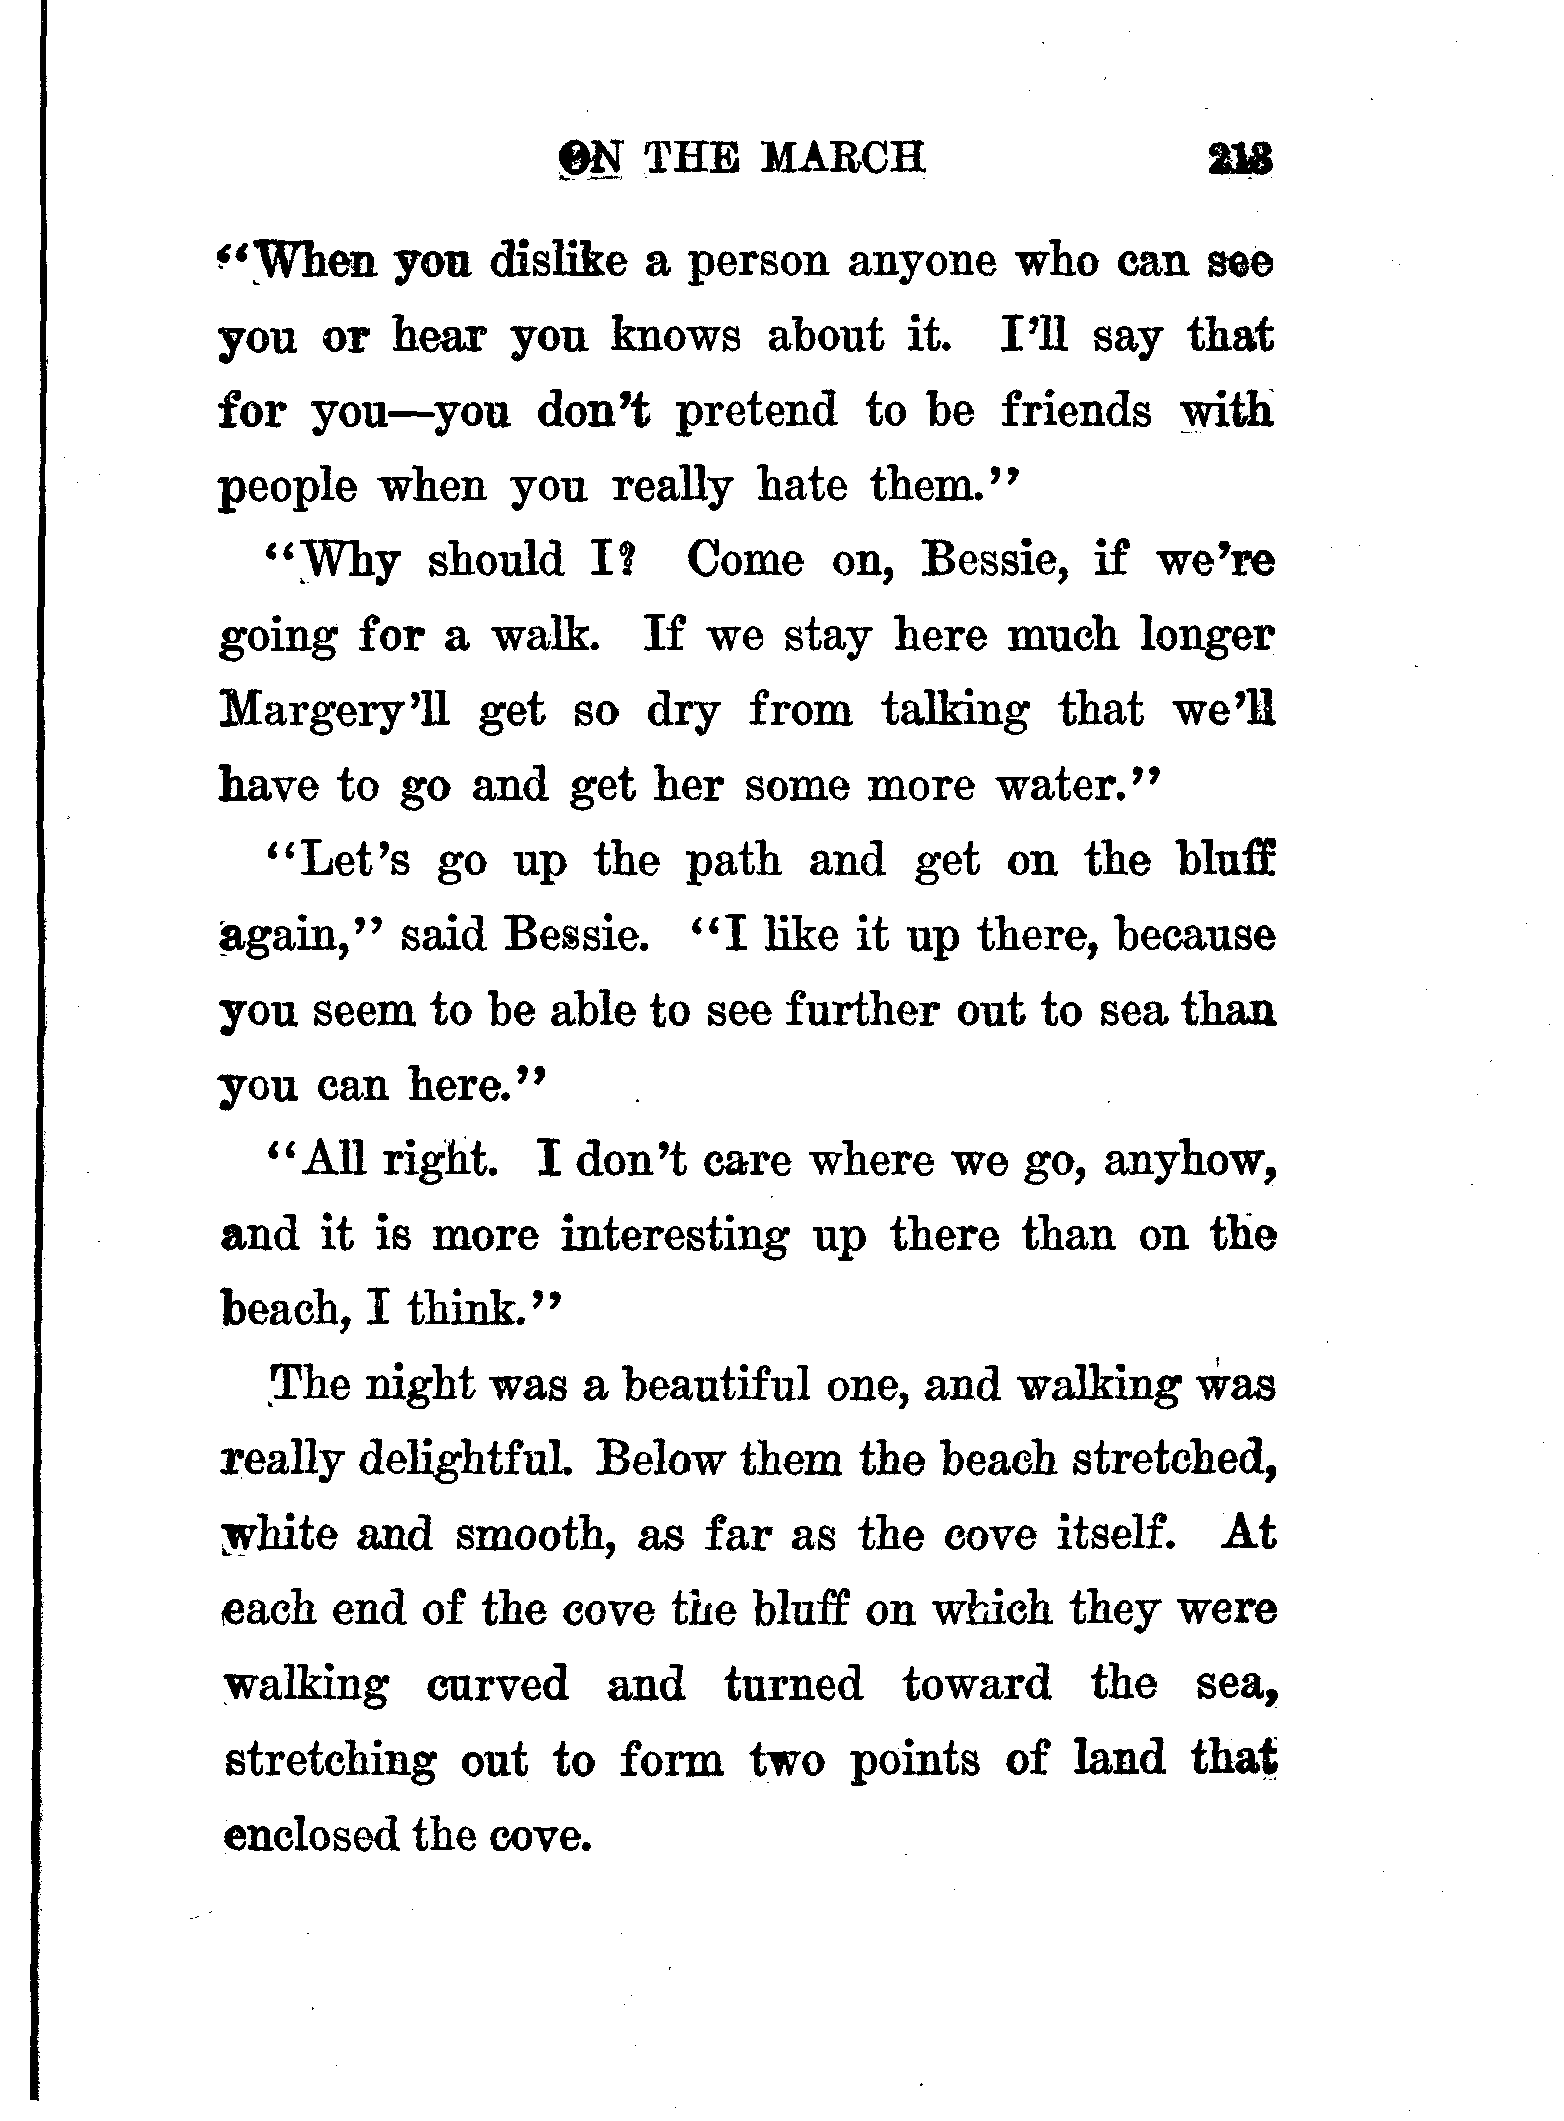 ON THE MARCH 213
"When you dislike a person anyone who can see
you or hear you knows about it. I'll say that
for you—you don't pretend to be friends with
people when you really hate them."
"Why should I? Come on, Bessie, if we're
going for a walk. If we stay here much longer
Margery'll get so dry from talking that we'll
have to go and get her some more water."
"Let's go up the path and get on the bluff
again," said Bessie. "I like it up there, because
you seem to be able to see further out to sea than
you can here."
"All right. I don't care where we go, anyhow,
and it is more interesting up there than on the
beach, I think."
The night was a beautiful one, and walking was
really delightful. Below them the beach stretched,
white and smooth, as far as the cove itself. At
each end of the cove the bluff on which they were
walking curved and turned toward the sea,
stretching out to form two points of land that
enclosed the cove.